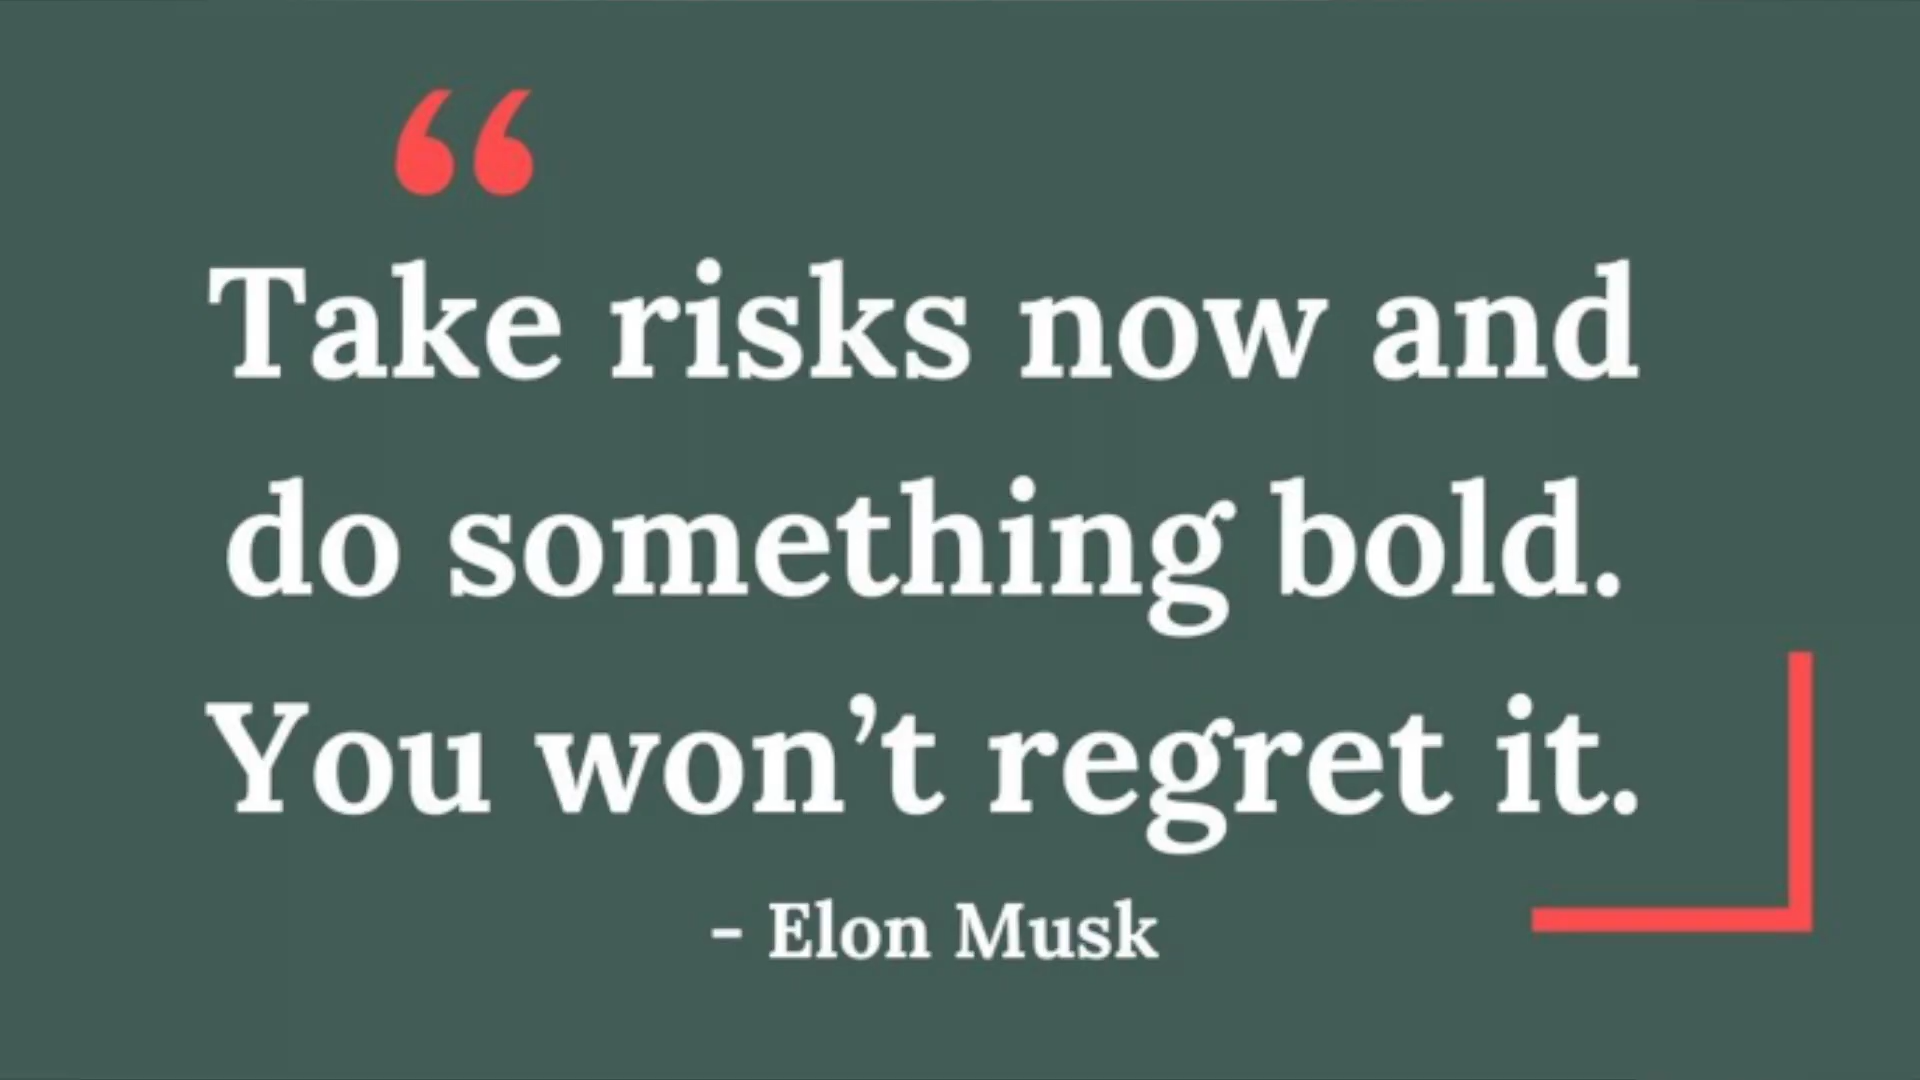 “
Take risks now and
do something bold.
You won’t regret it.
- Elon Musk